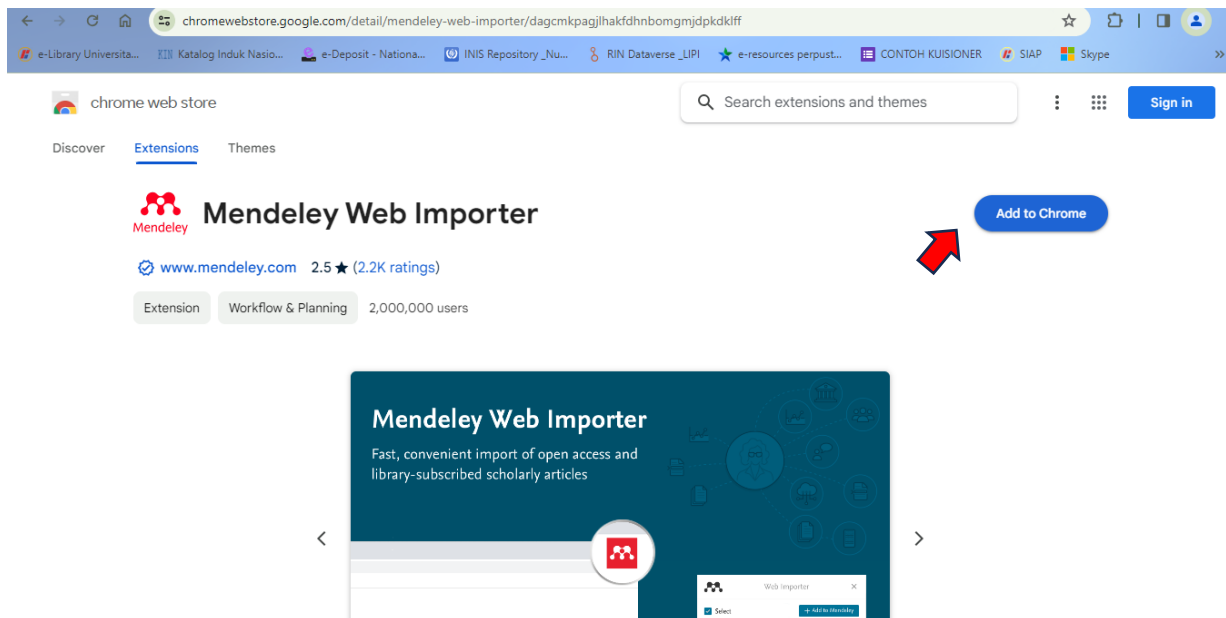 chromewebstore.google.com/detail/mendeley-web-importer/dagcmkpagjlhakfdhnbomgmjdpkdklff
e-Library Universita... KIN Katalog Induk Nasio... e-Deposit - Nationa... INIS Repository _Nu... RIN Dataverse _LIPI e-resources perpust... CONTOH KUISIONER SIAP Skype »
chrome web store Search extensions and themes Sign in
Discover Extensions Themes
Mendeley Mendeley Web Importer Add to Chrome
www.mendeley.com 2.5 ★ (2.2K ratings)
Extension Workflow & Planning 2,000,000 users
Mendeley Web Importer
Fast, convenient import of open access and
library-subscribed scholarly articles
Web Importer ×
Select + Add to Mendeley